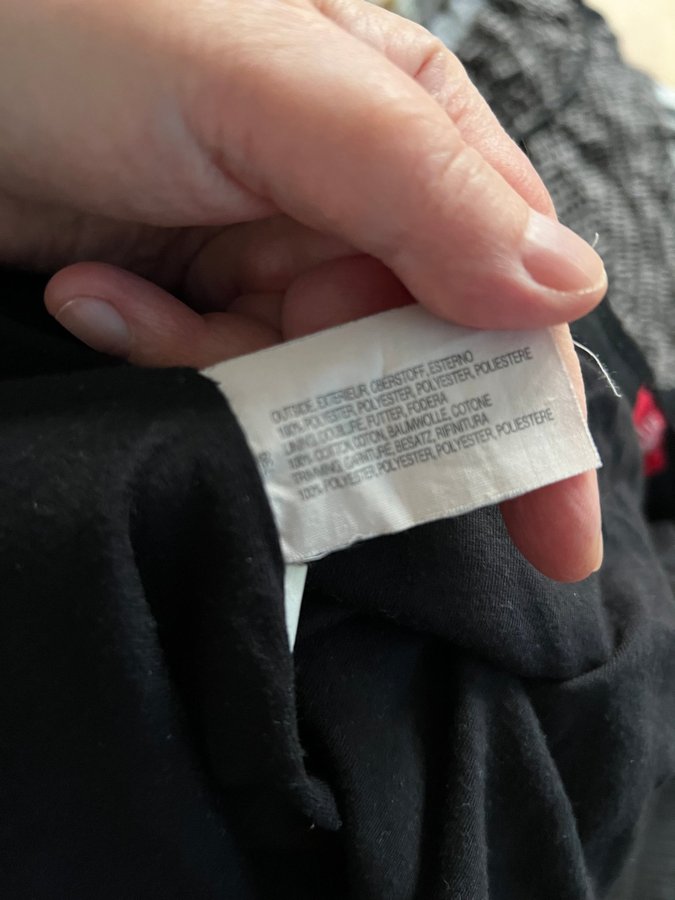 OUTSIDE, EXTERIEUR, OBERSTOFF, ESTERNO
100% POLYESTER, POLYESTER, POLYESTER, POLIESTERE
LINING, DOUBLURE, FUTTER, FODERA
100% COTTON, COTON, BAUMWOLLE, COTONE
TRIMMING, GARNITURE, BESATZ, RIFINITURA
100% POLYESTER, POLYESTER, POLYESTER, POLIESTERE